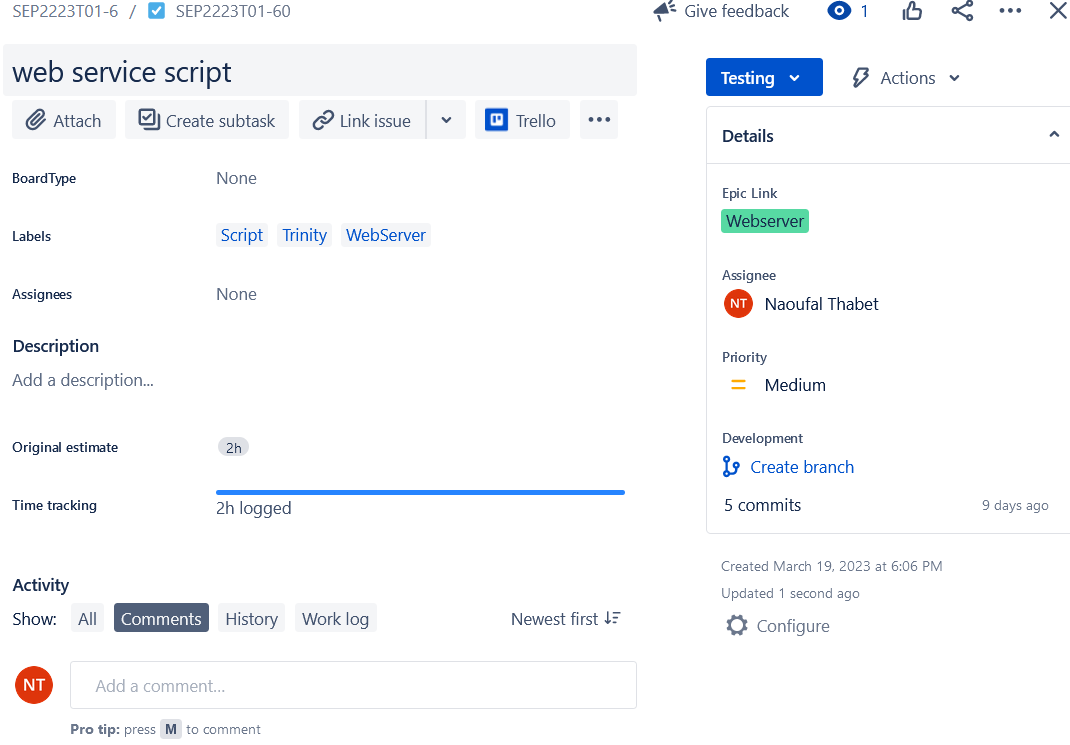 SEP2223T01-6 / SEP2223T01-60
Give feedback 1
web service script
Attach Create subtask Link issue Trello
BoardType None
Labels Script Trinity WebServer
Assignees None
Description
Add a description...
Original estimate 2h
Time tracking 2h logged
Activity
Show: All Comments History Work log Newest first
NT Add a comment...
Pro tip: press M to comment
Testing Actions
Details
Epic Link
Webserver
Assignee
NT Naoufal Thabet
Priority
Medium
Development
Create branch
5 commits 9 days ago
Created March 19, 2023 at 6:06 PM
Updated 1 second ago
Configure